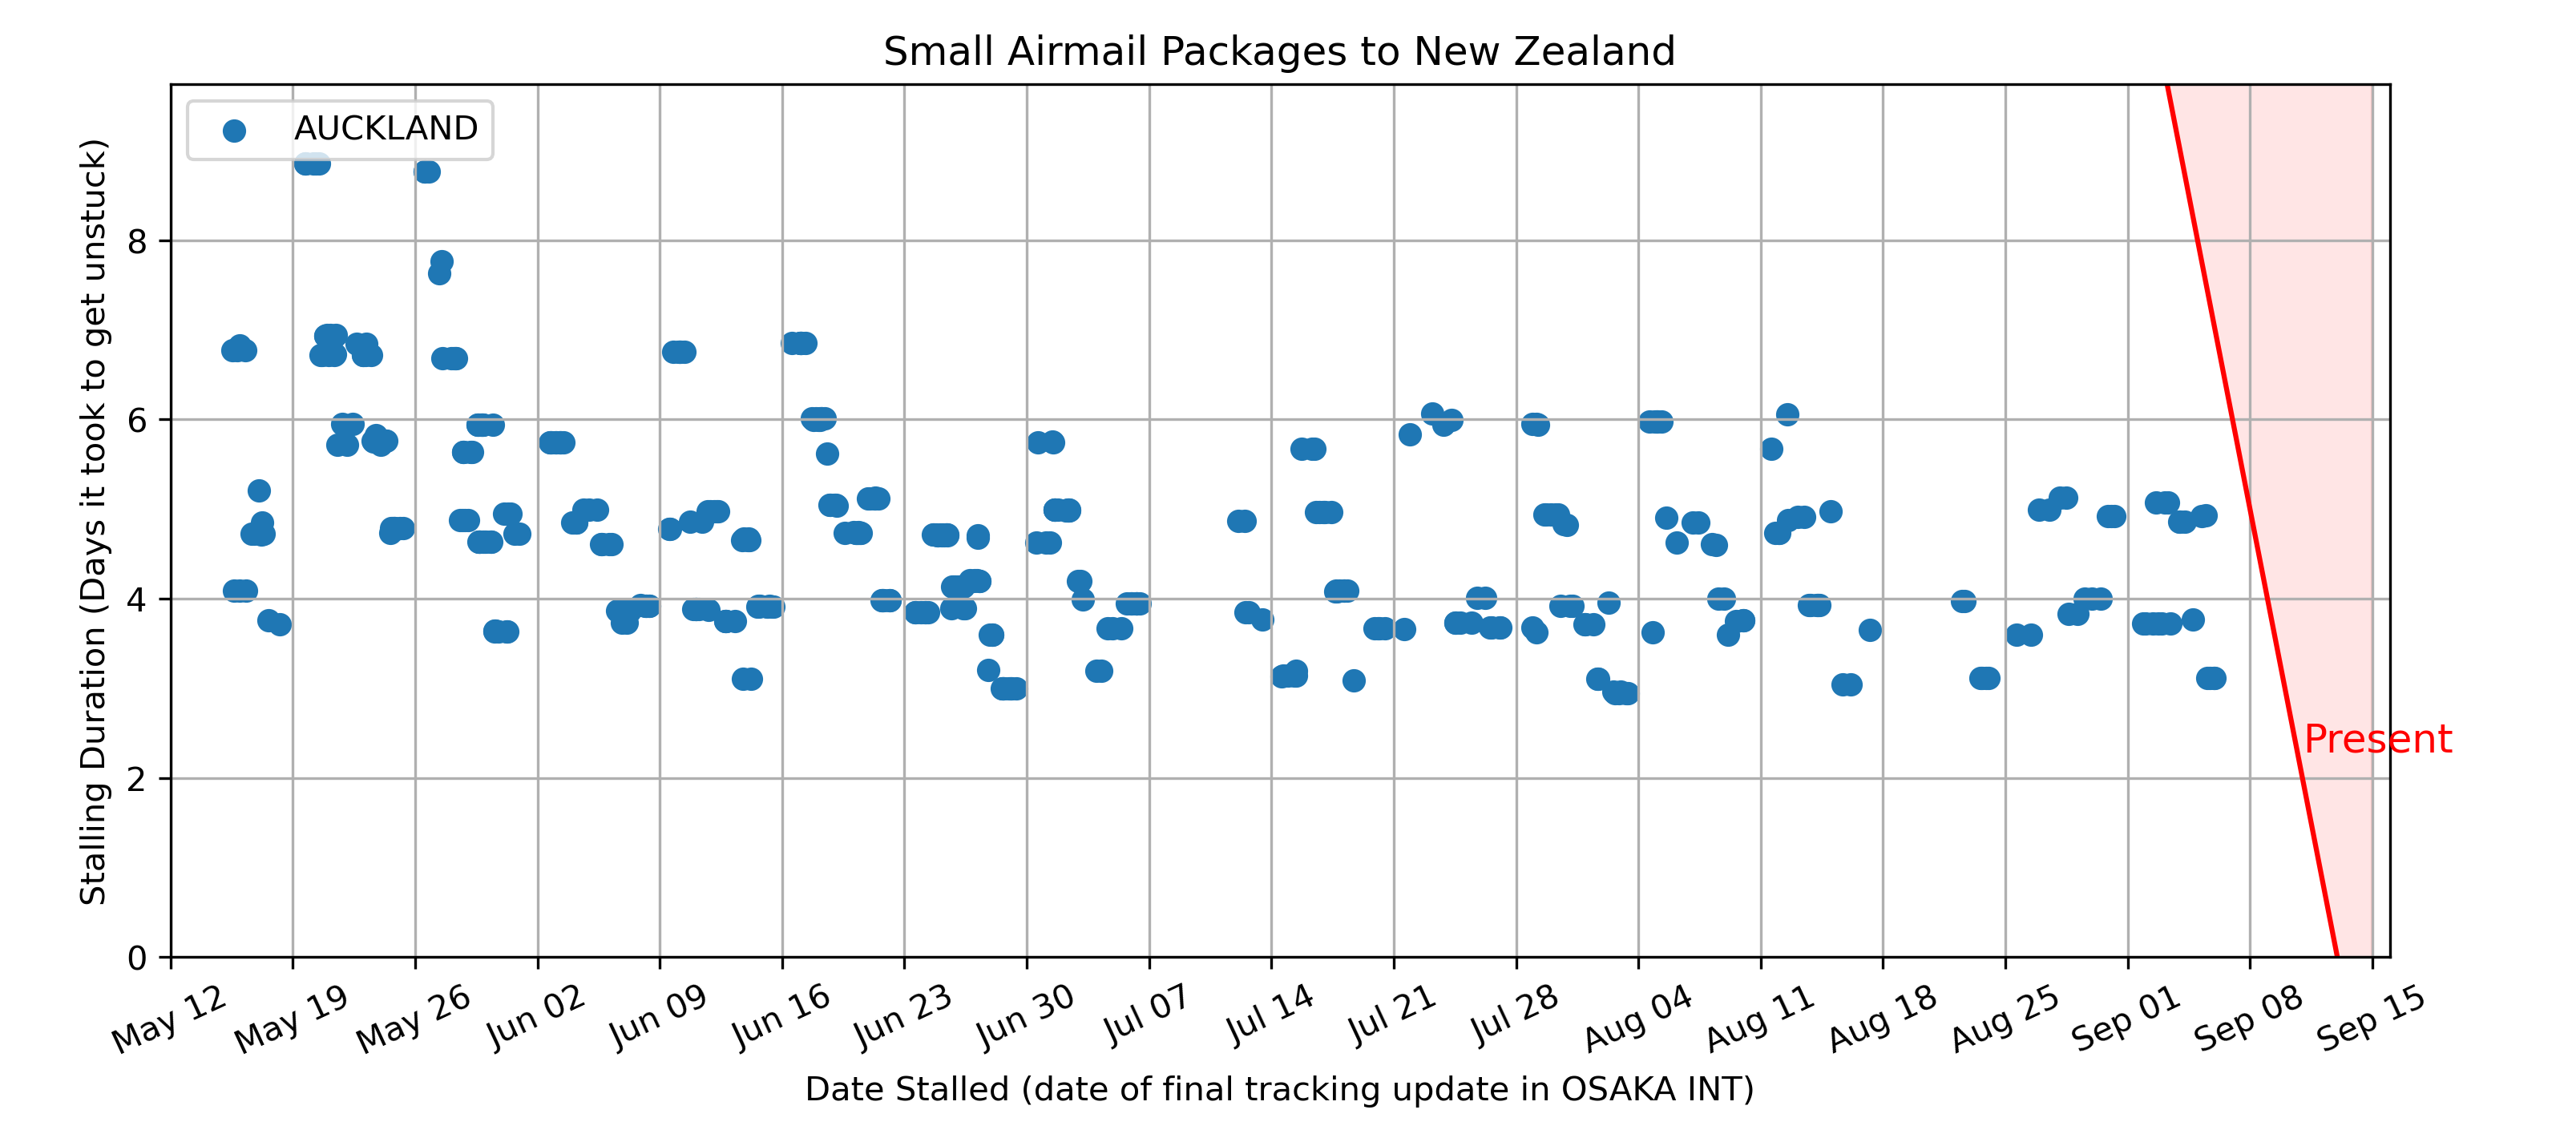 Small Airmail Packages to New Zealand
AUCKLAND
Stalling Duration (Days it took to get unstuck)
8
6
4
2
0
Present
May 12
May 19
May 26
Jun 02
Jun 09
Jun 16
Jun 23
Jun 30
Jul 07
Jul 14
Jul 21
Jul 28
Aug 04
Aug 11
Aug 18
Aug 25
Sep 01
Sep 08
Sep 15
Date Stalled (date of final tracking update in OSAKA INT)